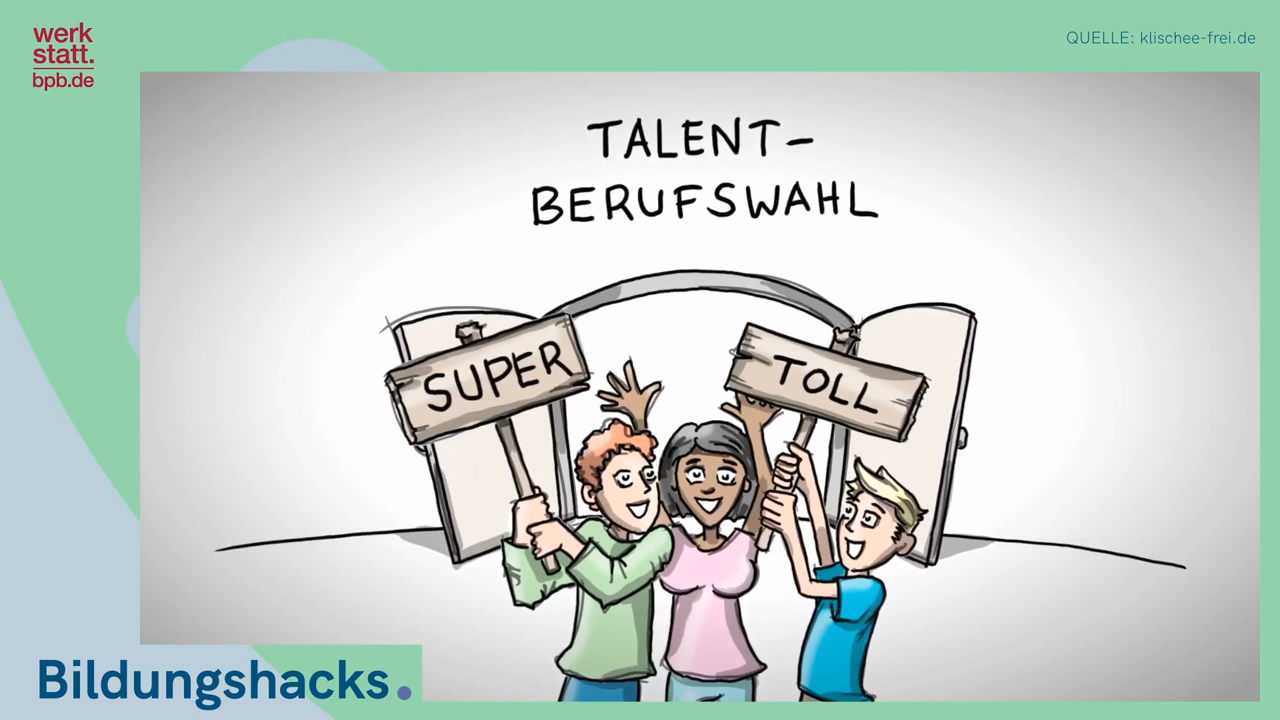 werk
statt.
bpb.de
QUELLE: klischee-frei.de
TALENT-
BERUFSWAHL
SUPER
TOLL
Bildungshacks.